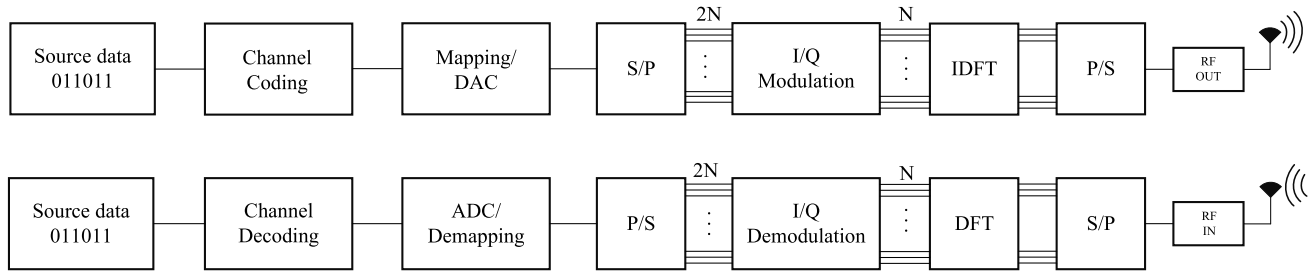 2N
N
Source data
011011
Channel
Coding
Mapping/
DAC
S/P
I/Q
Modulation
IDFT
P/S
RF
OUT
2N
N
Source data
011011
Channel
Decoding
ADC/
Demapping
P/S
I/Q
Demodulation
DFT
S/P
RF
IN